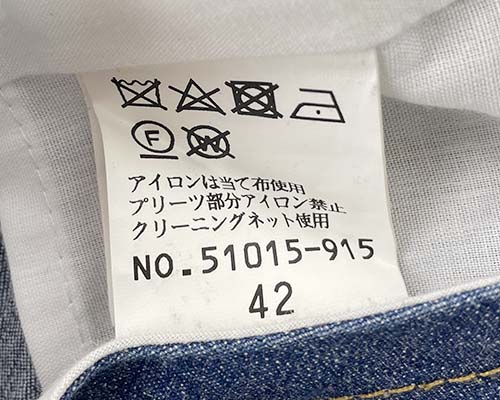 F W
アイロンは当て布使用
プリーツ部分アイロン禁止
クリーニングネット使用
NO.51015-915
42